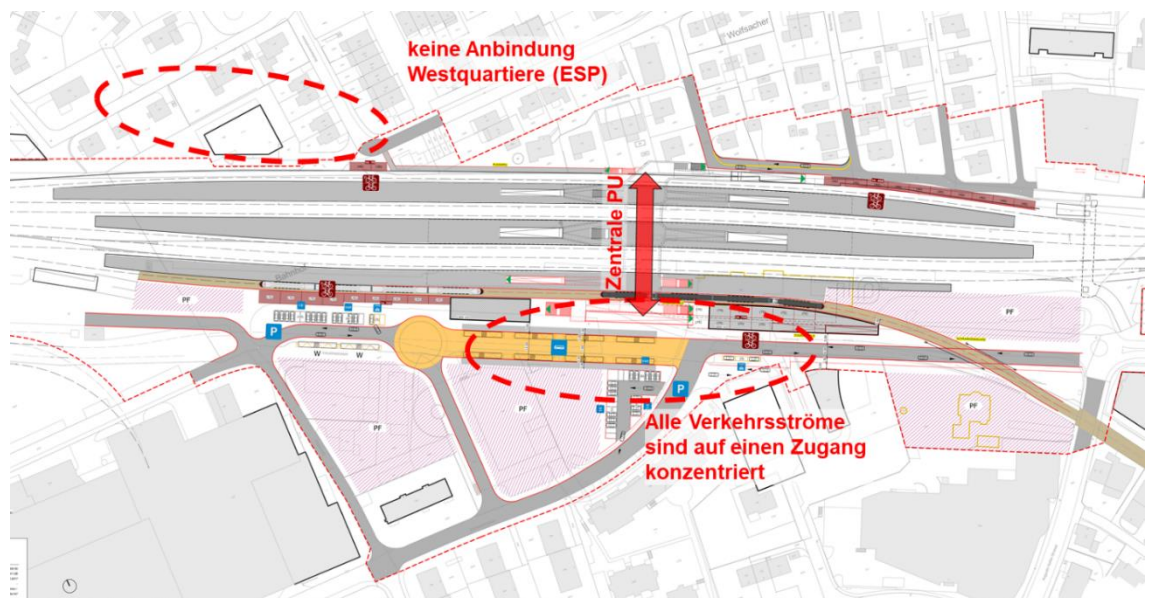 keine Anbindung
Westquartiere (ESP)
Wolfsacher
Zentrale PU
Bahnhof
PF
PF
P
W
W
P
PF
PF
PF
Alle Verkehrsströme
sind auf einen Zugang
konzentriert